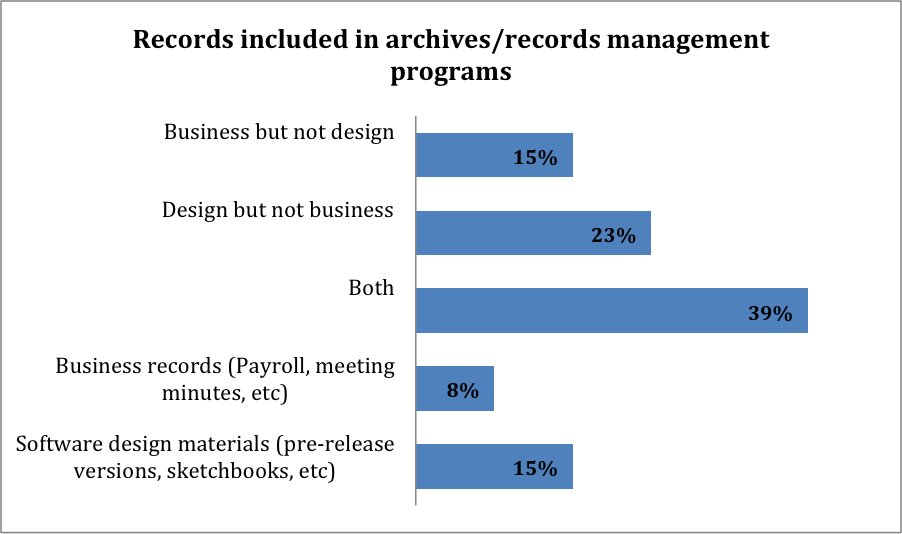 Records included in archives/records management
programs
Business but not design
15%
Design but not business
23%
Both
39%
Business records (Payroll, meeting
minutes, etc)
8%
Software design materials (pre-release
versions, sketchbooks, etc)
15%